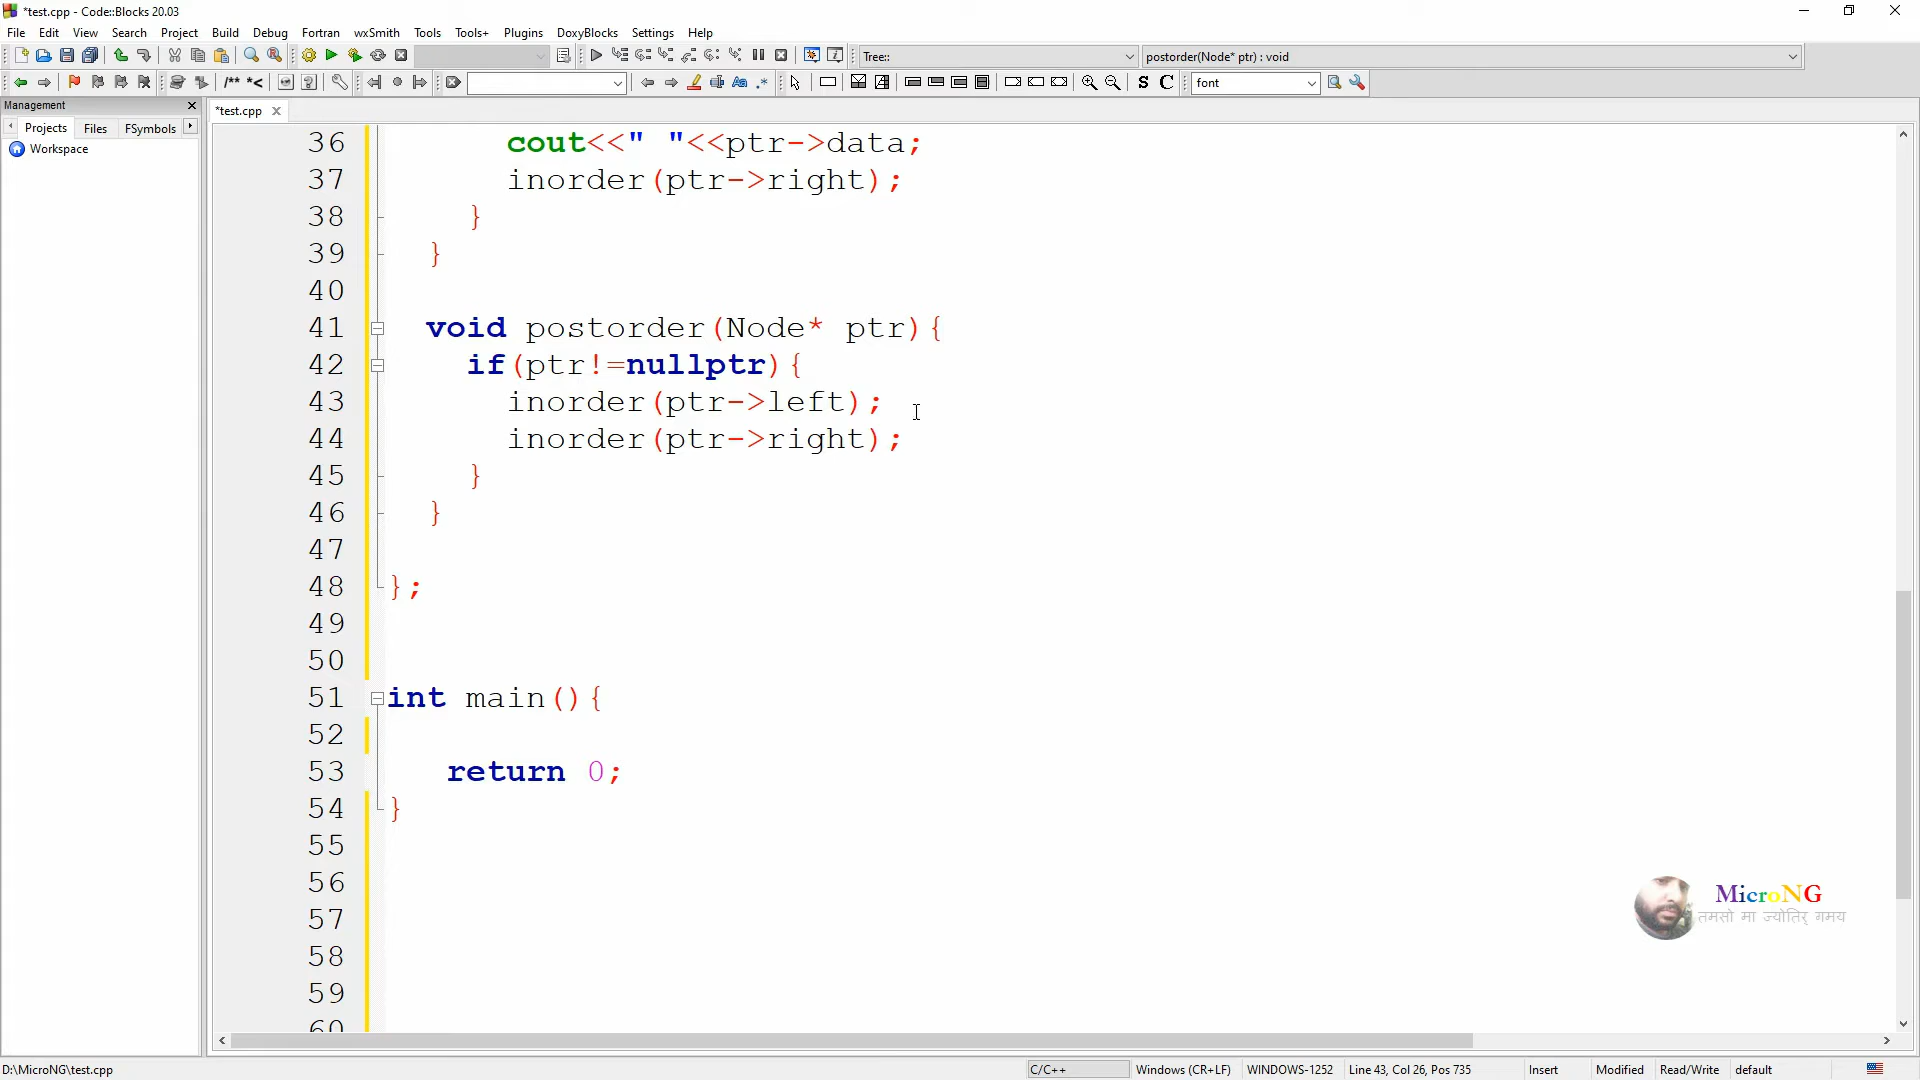 *test.cpp - Code::Blocks 20.03
File Edit View Search Project Build Debug Fortran wxSmith Tools Tools+ Plugins DoxyBlocks Settings Help
Tree:: postorder(Node* ptr) : void
/** *< Aa .* S C font
Management
Projects Files FSymbols
Workspace
*test.cpp
36 cout<<" "<<ptr->data;
37 inorder(ptr->right);
38 }
39 }
40
41 void postorder(Node* ptr){
42 if(ptr!=nullptr){
43 inorder(ptr->left);
44 inorder(ptr->right);
45 }
46 }
47
48 };
49
50
51 int main(){
52
53 return 0;
54 }
55
56
57
58
59
60
MicroNG
तमसो मा ज्योतिर् गमय
D:\MicroNG\test.cpp C/C++ Windows (CR+LF) WINDOWS-1252 Line 43, Col 26, Pos 735 Insert Modified Read/Write default